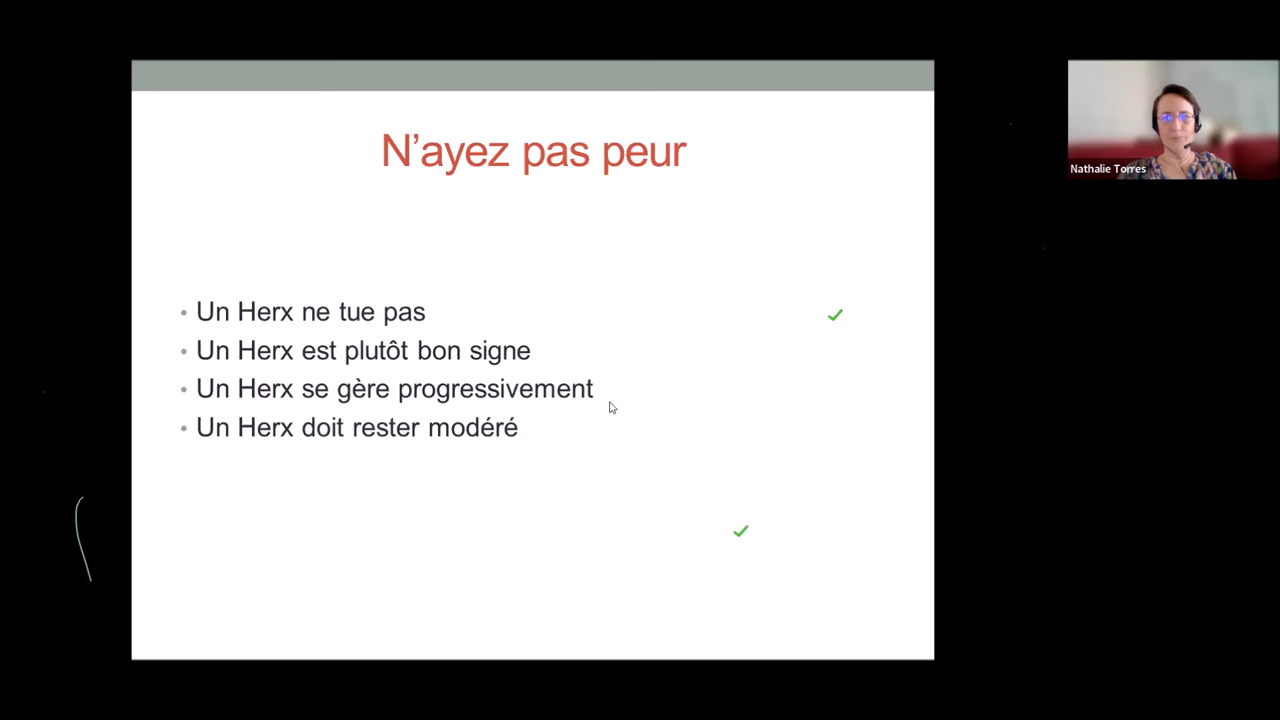 N’ayez pas peur
• Un Herx ne tue pas
• Un Herx est plutôt bon signe
• Un Herx se gère progressivement
• Un Herx doit rester modéré
Nathalie Torres